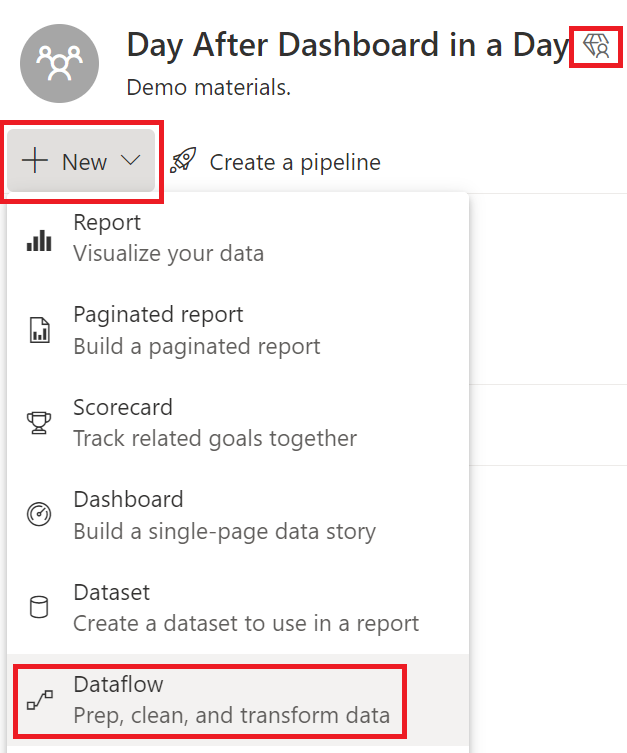 Day After Dashboard in a Day
Demo materials.
New
Create a pipeline
Report
Visualize your data
Paginated report
Build a paginated report
Scorecard
Track related goals together
Dashboard
Build a single-page data story
Dataset
Create a dataset to use in a report
Dataflow
Prep, clean, and transform data